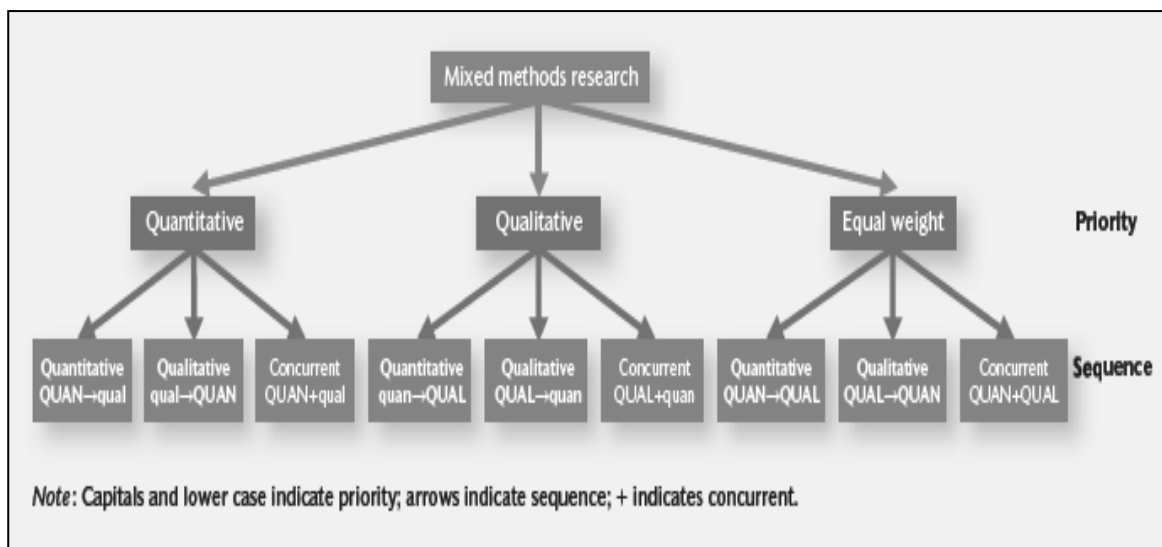 Mixed methods research
Quantitative
Qualitative
Equal weight
Priority
Quantitative
QUAN→qual
Qualitative
qual→QUAN
Concurrent
QUAN+qual
Quantitative
quan→QUAL
Qualitative
QUAL→quan
Concurrent
QUAL+quan
Quantitative
QUAN→QUAL
Qualitative
QUAL→QUAN
Concurrent
QUAN+QUAL
Sequence
Note: Capitals and lower case indicate priority; arrows indicate sequence; + indicates concurrent.